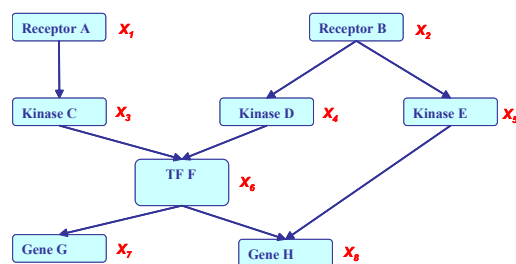 Receptor A X1 Receptor B X2
Kinase C X3 Kinase D X4 Kinase E X5
TF F X6
Gene G X7 Gene H X8